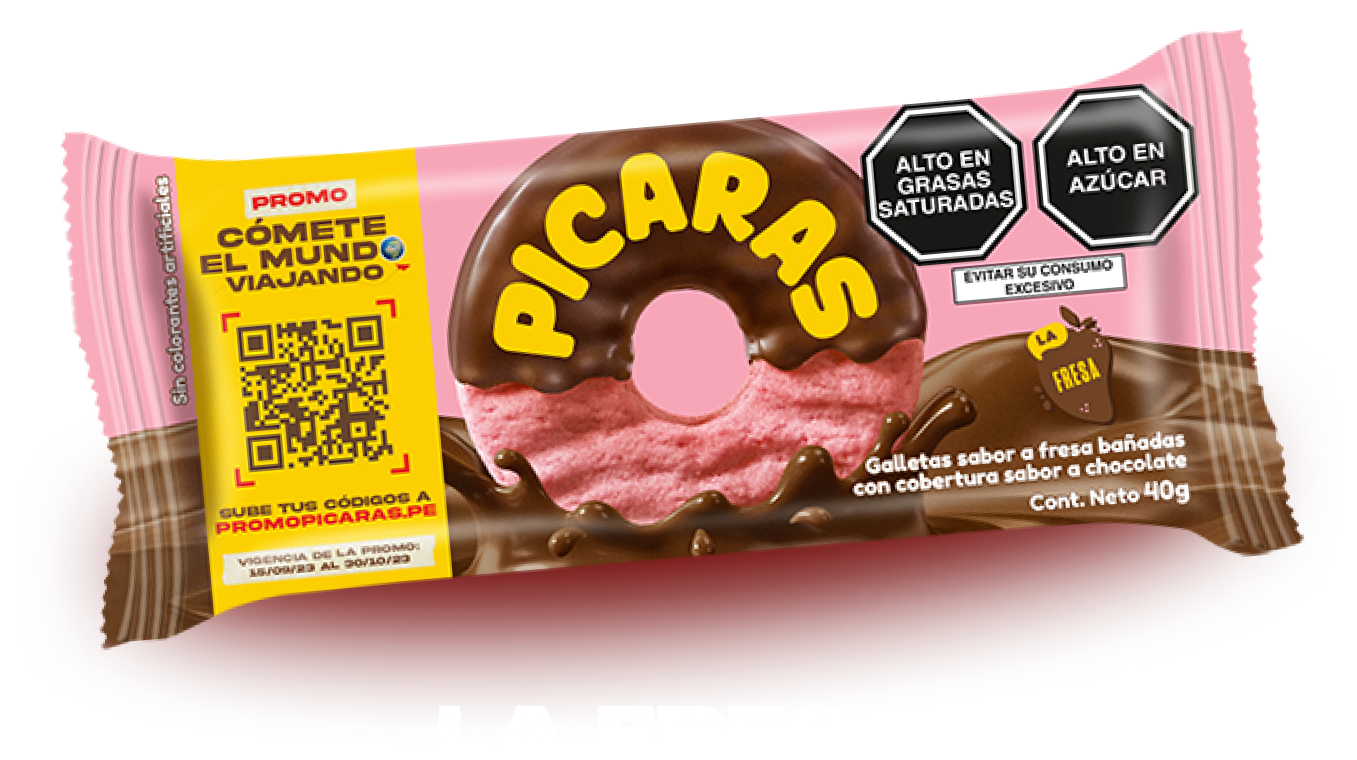 Sin colorantes artificiales
PROMO
CÓMETE
EL MUNDO
VIAJANDO
SUBE TUS CÓDIGOS A
PROMOPICARAS.PE
VIGENCIA DE LA PROMO:
15/09/23 AL 30/10/23
PICARAS
ALTO EN
GRASAS
SATURADAS
ALTO EN
AZÚCAR
EVITAR SU CONSUMO
EXCESIVO
LA
FRESA
Galletas sabor a fresa bañadas
con cobertura sabor a chocolate
Cont. Neto 40g